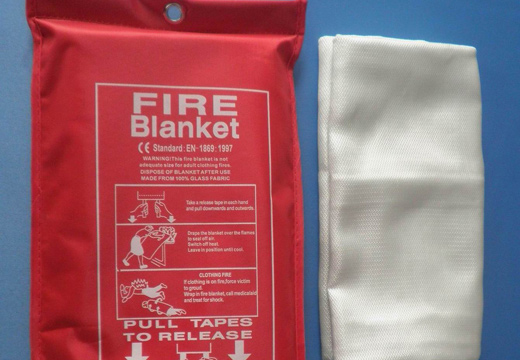 FIRE
Blanket
CE Standard: EN-1869:1997
WARNING! This fire blanket is not
adequate size for adult clothing fires.
DISPOSE OF BLANKET AFTER USE
MADE FROM 100% GLASS FABRIC
Take a release tape in each hand
and pull downwards and outwards.
Drape the blanket over the flames
to seal off air.
Switch off heat.
Leave in position until cool.
CLOTHING FIRE
If clothing is on fire,force victim
to groud.
Wrap in fire blanket, call medical aid
and treat for shock.
PULL TAPES
TO RELEASE